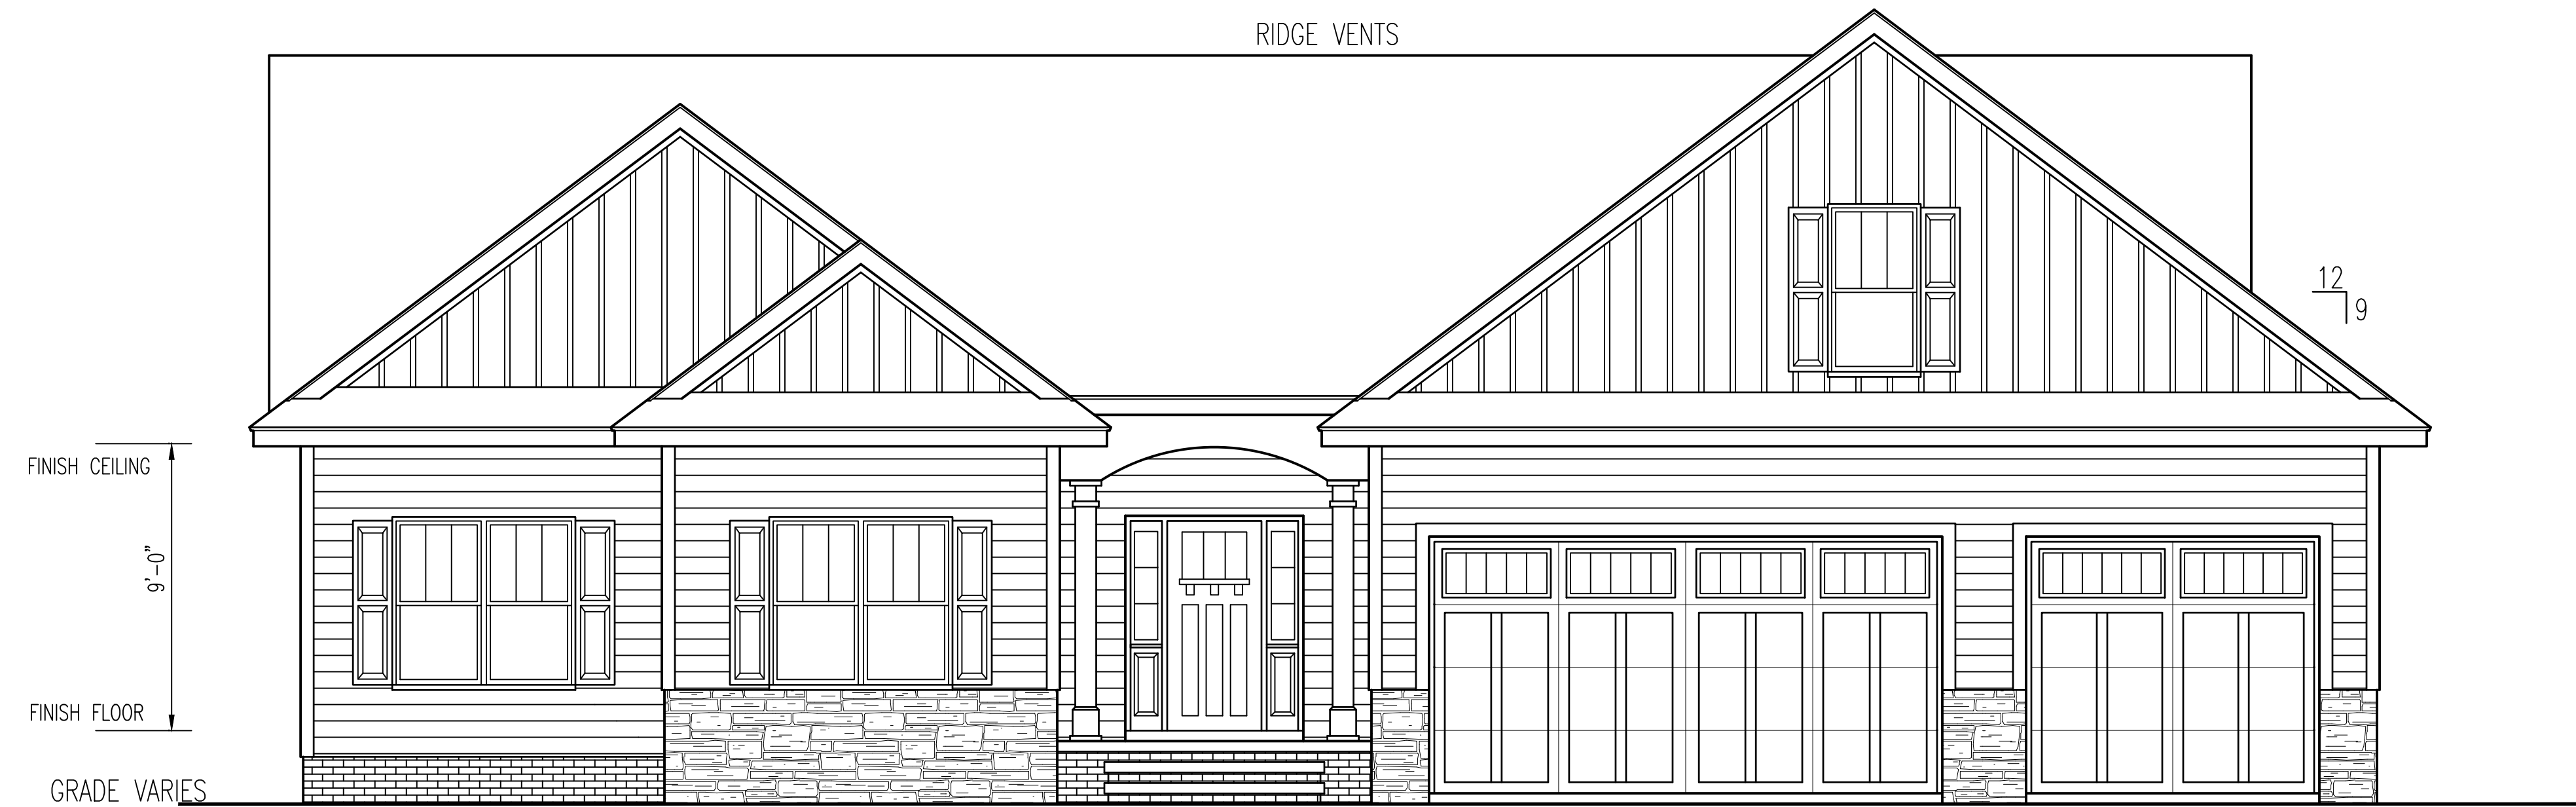 RIDGE VENTS
12
9
FINISH CEILING
9'-0"
FINISH FLOOR
GRADE VARIES